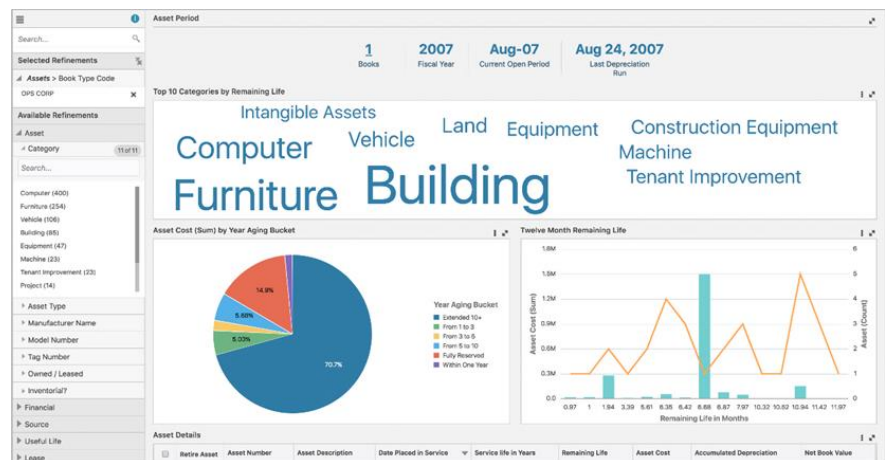 Asset Period
Search...
1
2007
Aug-07
Aug 24, 2007
Books
Fiscal Year
Current Open Period
Last Depreciation
Run
Selected Refinements
Assets > Book Type Code
OPS CORP
Available Refinements
Asset
Category
11 of 11
Search...
Computer (400)
Furniture (254)
Vehicle (106)
Building (85)
Equipment (47)
Machine (23)
Tenant Improvement (23)
Project (14)
Asset Type
Manufacturer Name
Model Number
Tag Number
Owned / Leased
Inventorial?
Financial
Source
Useful Life
Lease
Top 10 Categories by Remaining Life
Intangible Assets
Computer
Vehicle
Land
Equipment
Construction Equipment
Machine
Furniture
Building
Tenant Improvement
Asset Cost (Sum) by Year Aging Bucket
14.9%
5.68%
5.03%
70.7%
Year Aging Bucket
Extended 10+
From 1 to 3
From 3 to 5
From 5 to 10
Fully Reserved
Within One Year
Twelve Month Remaining Life
Asset Cost (Sum)
1.8M
1.5M
1.2M
0.9M
0.6M
0.3M
0.0
6
5
4
3
2
1
0
Asset (Count)
0.97 1 1.94 3.39 5.61 6.35 6.42 6.68 6.87 7.97 10.32 10.82 10.94 11.42 11.97
Remaining Life in Months
Asset Details
Retire Asset Asset Number Asset Description Date Placed in Service Service life in Years Remaining Life Asset Cost Accumulated Depreciation Net Book Value